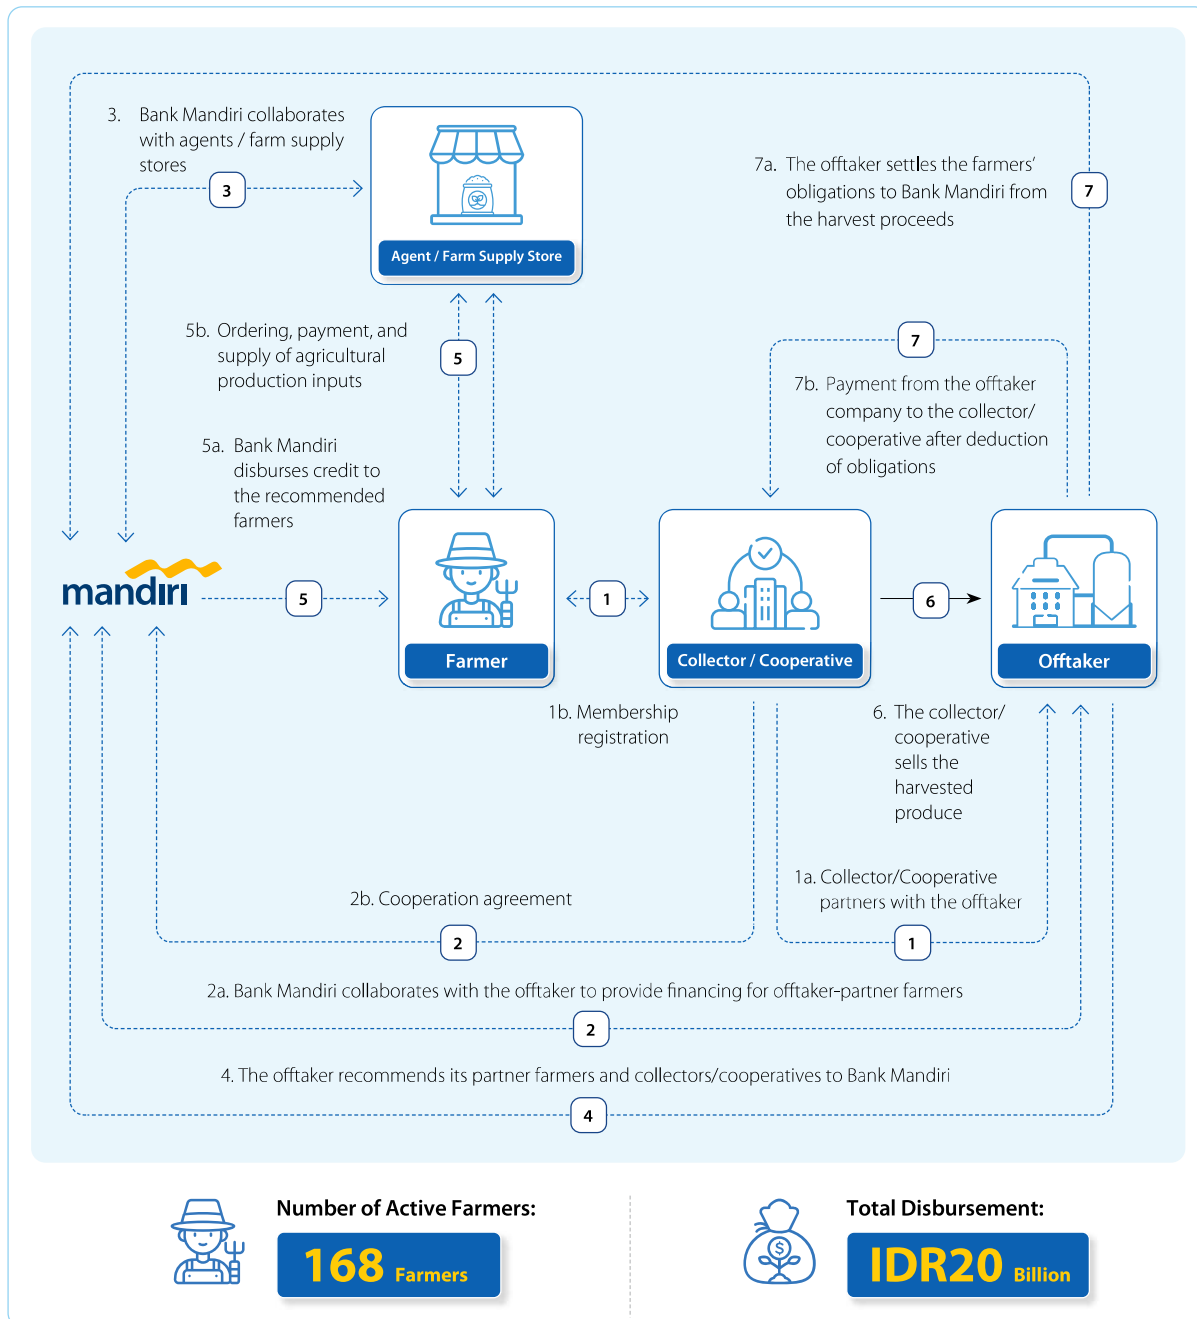 3. Bank Mandiri collaborates
with agents / farm supply
stores
3
Agent / Farm Supply Store
7a. The offtaker settles the farmers'
obligations to Bank Mandiri from
the harvest proceeds
7
5b. Ordering, payment, and
supply of agricultural
production inputs
5
7
7b. Payment from the offtaker
company to the collector/
cooperative after deduction
of obligations
5a. Bank Mandiri
disburses credit to
the recommended
farmers
mandiri
5
Farmer
1
Collector / Cooperative
6
Offtaker
1b. Membership
registration
6. The collector/
cooperative
sells the
harvested
produce
1a. Collector/Cooperative
partners with the offtaker
1
2b. Cooperation agreement
2
2a. Bank Mandiri collaborates with the offtaker to provide financing for offtaker-partner farmers
2
4. The offtaker recommends its partner farmers and collectors/cooperatives to Bank Mandiri
4
Number of Active Farmers:
168 Farmers
Total Disbursement:
IDR20 Billion